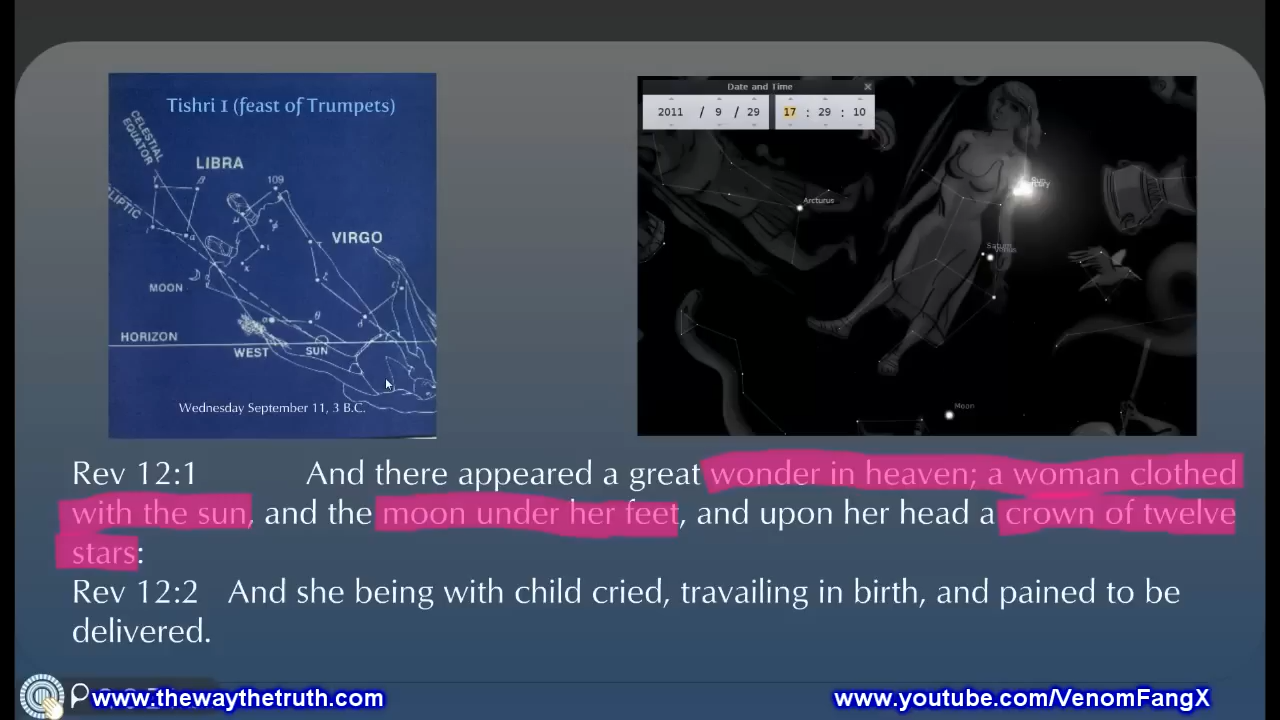 Tishri 1 (feast of Trumpets)
CELESTIAL
EQUATOR
LIBRA
109
VIRGO
MOON
HORIZON
WEST
SUN
Wednesday September 11, 3 B.C.
Date and Time
2011 / 9 / 29 17 : 29 : 10
Arcturus
Sun
Saturn
Moon
Rev 12:1 And there appeared a great wonder in heaven; a woman clothed
with the sun, and the moon under her feet, and upon her head a crown of twelve
stars:
Rev 12:2 And she being with child cried, travailing in birth, and pained to be
delivered.
www.thewaythetruth.com
www.youtube.com/VenomFangX